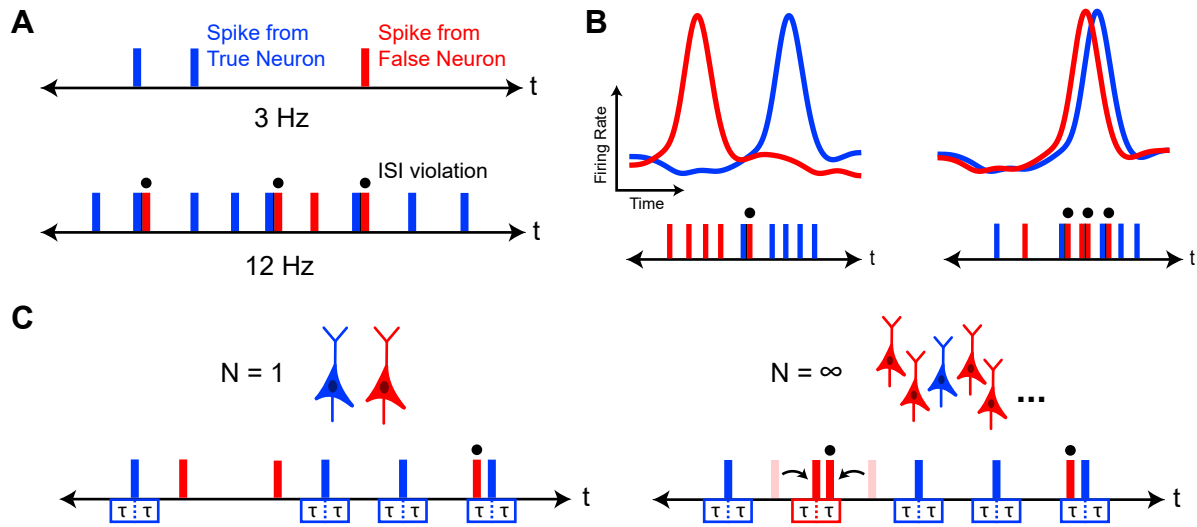 A
Spike from
True Neuron
Spike from
False Neuron
t
3 Hz
ISI violation
t
12 Hz
B
Firing Rate
Time
t
t
C
N = 1
N = ∞
...
τ τ τ τ τ τ τ τ
t
τ τ τ τ τ τ τ τ τ τ
t